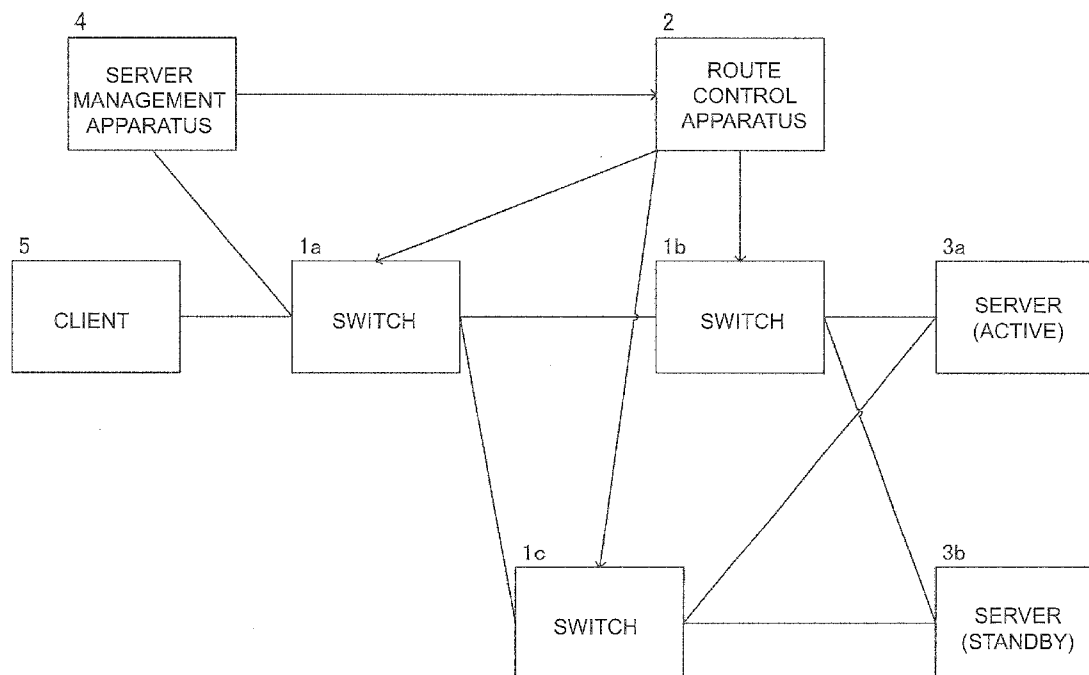 4
SERVER
MANAGEMENT
APPARATUS
2
ROUTE
CONTROL
APPARATUS
5
CLIENT
1a
SWITCH
1b
SWITCH
3a
SERVER
(ACTIVE)
1c
SWITCH
3b
SERVER
(STANDBY)